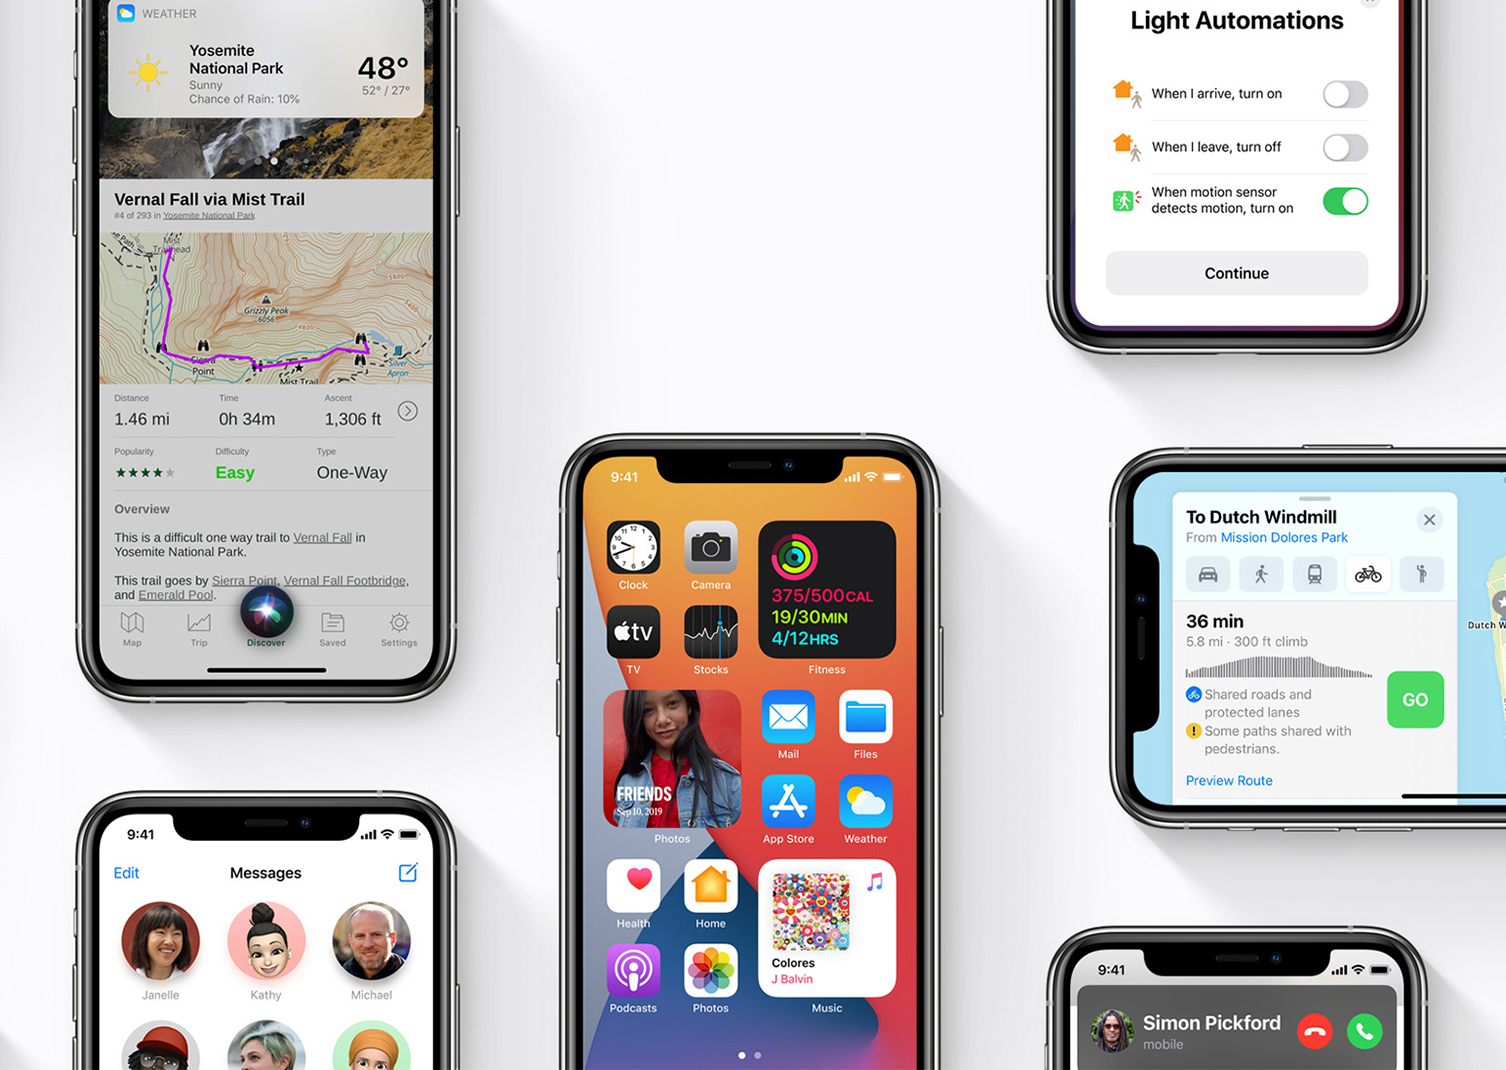 WEATHER
Yosemite
National Park
Sunny
Chance of Rain: 10%
48°
52° / 27°
Vernal Fall via Mist Trail
#4 of 293 in Yosemite National Park
Mist
Trailhead
Grizzly Peak
6056
5800
5400
4800
Sierra
Point
Mist Trail
Silver
Apron
Distance
Time
Ascent
1.46 mi
0h 34m
1,306 ft
Popularity
Difficulty
Type
Easy
One-Way
Overview
This is a difficult one way trail to Vernal Fall in
Yosemite National Park.
This trail goes by Sierra Point, Vernal Fall Footbridge,
and Emerald Pool.
Map
Trip
Discover
Saved
Settings
9:41
Edit
Messages
Janelle
Kathy
Michael
9:41
Clock
Camera
375/500CAL
19/30MIN
4/12HRS
Fitness
tv
TV
Stocks
FRIENDS
Sep 10, 2019
Photos
Mail
Files
App Store
Weather
Health
Home
Podcasts
Photos
Colores
J Balvin
Music
Light Automations
When I arrive, turn on
When I leave, turn off
When motion sensor
detects motion, turn on
Continue
To Dutch Windmill
From Mission Dolores Park
36 min
5.8 mi · 300 ft climb
Shared roads and
protected lanes
Some paths shared with
pedestrians.
GO
Preview Route
Dutch W
9:41
Simon Pickford
mobile